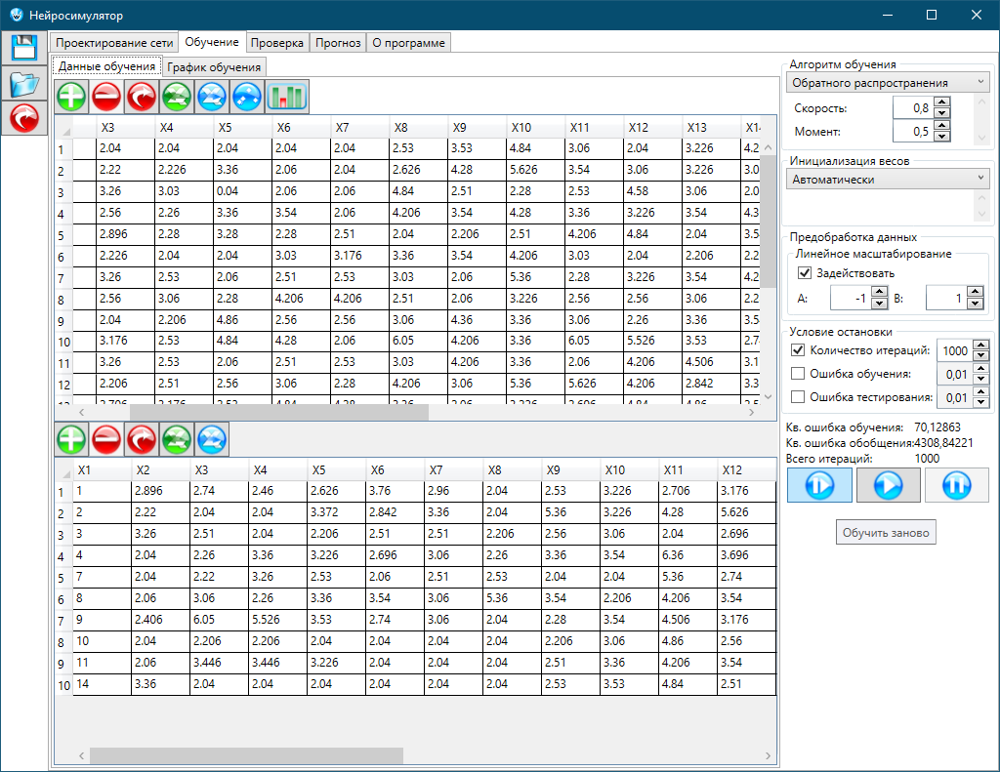 Нейросимулятор
Проектирование сети Обучение Проверка Прогноз О программе
Данные обучения График обучения
X3 X4 X5 X6 X7 X8 X9 X10 X11 X12 X13 X14
1 2.04 2.04 2.04 2.04 2.04 2.53 3.53 4.84 3.06 2.04 3.226 4.2
2 2.22 2.226 3.36 2.06 2.04 2.626 4.28 5.626 3.54 3.06 3.226 3.0
3 3.26 3.03 0.04 2.06 2.06 4.84 2.51 2.28 2.53 4.58 3.06 2.0
4 2.56 2.26 3.36 3.54 2.06 4.206 3.54 4.28 3.36 3.226 3.54 4.3
5 2.896 2.28 3.28 2.28 2.51 2.04 2.206 2.51 4.206 4.84 2.04 3.5
6 2.226 2.04 2.04 3.03 3.176 3.36 3.54 4.206 3.03 2.04 2.206 2.2
7 3.26 2.53 2.06 2.51 2.53 3.03 2.06 5.36 2.28 3.226 3.54 4.2
8 2.56 3.06 2.28 4.206 4.206 2.51 2.06 3.226 2.56 2.56 3.06 2.2
9 2.04 2.206 4.86 2.56 2.56 3.06 4.36 3.36 3.06 2.26 3.36 3.5
10 3.176 2.53 4.84 4.28 2.06 6.05 4.206 3.36 6.05 5.526 3.53 2.7
11 3.26 2.53 2.06 2.51 2.53 3.03 4.206 3.36 2.06 4.206 4.506 3.1
12 2.206 2.51 2.56 3.06 2.28 4.206 3.06 5.36 5.626 4.206 2.842 3.3
X1 X2 X3 X4 X5 X6 X7 X8 X9 X10 X11 X12
1 1 2.896 2.74 2.46 2.626 3.76 2.96 2.04 2.53 3.226 2.706 3.176
2 2 2.22 2.04 2.04 3.372 2.842 3.36 2.04 5.36 3.226 4.28 5.626
3 3 3.26 2.51 2.04 2.206 2.51 2.51 2.206 2.56 3.06 2.04 2.696
4 4 2.04 2.26 3.36 3.226 2.696 3.06 2.26 3.36 3.54 6.36 3.696
5 7 2.04 2.22 3.26 2.53 2.06 2.51 2.53 2.04 2.04 5.36 2.74
6 8 2.06 3.06 2.26 3.36 3.54 3.06 5.36 3.54 2.206 4.206 3.54
7 9 2.406 6.05 5.526 3.53 2.74 3.06 2.04 2.28 3.54 4.506 3.176
8 10 2.04 2.206 2.206 2.04 2.04 2.04 2.04 2.206 3.06 4.86 2.56
9 11 2.06 3.446 3.446 3.226 2.04 2.04 2.04 2.51 3.36 4.206 3.54
10 14 3.36 2.04 2.04 2.04 2.04 2.04 2.04 2.53 3.53 4.84 2.51
Алгоритм обучения
Обратного распространения
Скорость: 0,8
Момент: 0,5
Инициализация весов
Автоматически
Предобработка данных
Линейное масштабирование
Задействовать
A: -1 B: 1
Условие остановки
Количество итераций: 1000
Ошибка обучения: 0,01
Ошибка тестирования: 0,01
Кв. ошибка обучения: 70,12863
Кв. ошибка обобщения:4308,84221
Всего итераций: 1000
Обучить заново